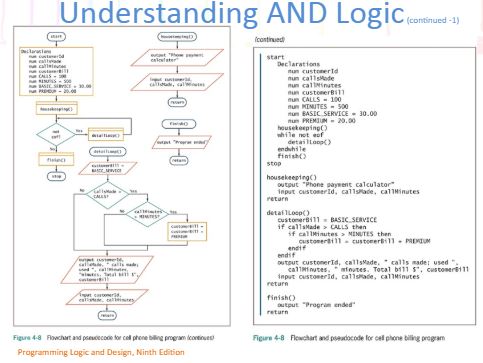 Understanding AND Logic (continued -1)
start
Declarations
num customerId
num callsMade
num callMinutes
num customerBill
num CALLS = 100
num MINUTES = 500
num BASIC_SERVICE = 30.00
num PREMIUM = 20.00
housekeeping()
not
eof?
Yes
detailLoop()
No
finish()
stop
housekeeping()
output "Phone payment
calculator"
input customerId,
callsMade, callMinutes
return
finish()
output "Program ended"
return
detailLoop()
customerBill =
BASIC_SERVICE
callsMade >
CALLS?
No
Yes
callMinutes
> MINUTES?
No
Yes
customerBill =
customerBill +
PREMIUM
output customerId,
callsMade, " calls made;
used ", callMinutes,
"minutes. Total bill $",
customerBill
input customerId,
callsMade, callMinutes
return
Figure 4-8 Flowchart and pseudocode for cell phone billing program (continues)
(continued)
start
Declarations
num customerId
num callsMade
num callMinutes
num customerBill
num CALLS = 100
num MINUTES = 500
num BASIC_SERVICE = 30.00
num PREMIUM = 20.00
housekeeping()
while not eof
detailLoop()
endwhile
finish()
stop
housekeeping()
output "Phone payment calculator"
input customerId, callsMade, callMinutes
return
detailLoop()
customerBill = BASIC_SERVICE
if callsMade > CALLS then
if callMinutes > MINUTES then
customerBill = customerBill + PREMIUM
endif
endif
output customerId, callsMade, " calls made; used ",
callMinutes, " minutes. Total bill $", customerBill
input customerId, callsMade, callMinutes
return
finish()
output "Program ended"
return
Figure 4-8 Flowchart and pseudocode for cell phone billing program
Programming Logic and Design, Ninth Edition